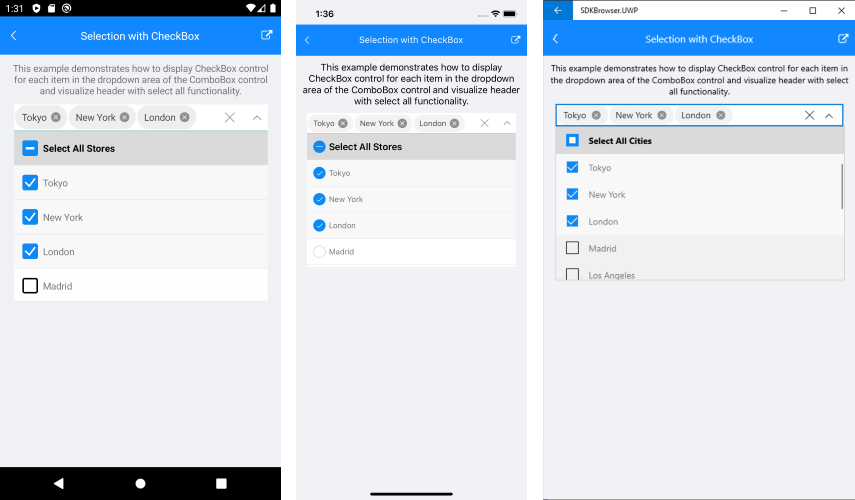 1:31
Selection with CheckBox
This example demonstrates how to display CheckBox control
for each item in the dropdown area of the ComboBox control
and visualize header with select all functionality.
Tokyo New York London
Select All Stores
Tokyo
New York
London
Madrid
1:36
Selection with CheckBox
This example demonstrates how to display
CheckBox control for each item in the dropdown
area of the ComboBox control and visualize header
with select all functionality.
Tokyo New York London
Select All Stores
Tokyo
New York
London
Madrid
SDKBrowser.UWP
Selection with CheckBox
This example demonstrates how to display CheckBox control for each item in
the dropdown area of the ComboBox control and visualize header with select
all functionality.
Tokyo New York London
Select All Cities
Tokyo
New York
London
Madrid
Los Angeles